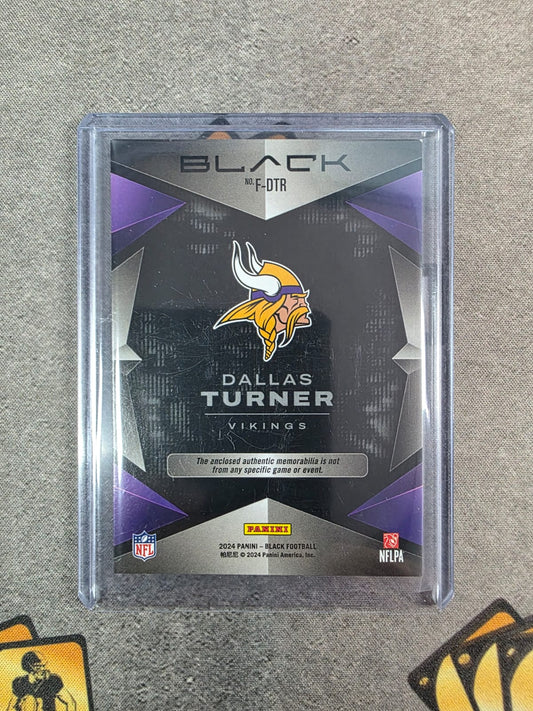 BLACK
NO. F-DTR
DALLAS
TURNER
VIKINGS
The enclosed authentic memorabilia is not
from any specific game or event.
PANINI
2024 PANINI – BLACK FOOTBALL
帕尼尼 © 2024 Panini America, Inc.
NFL
NFLPA